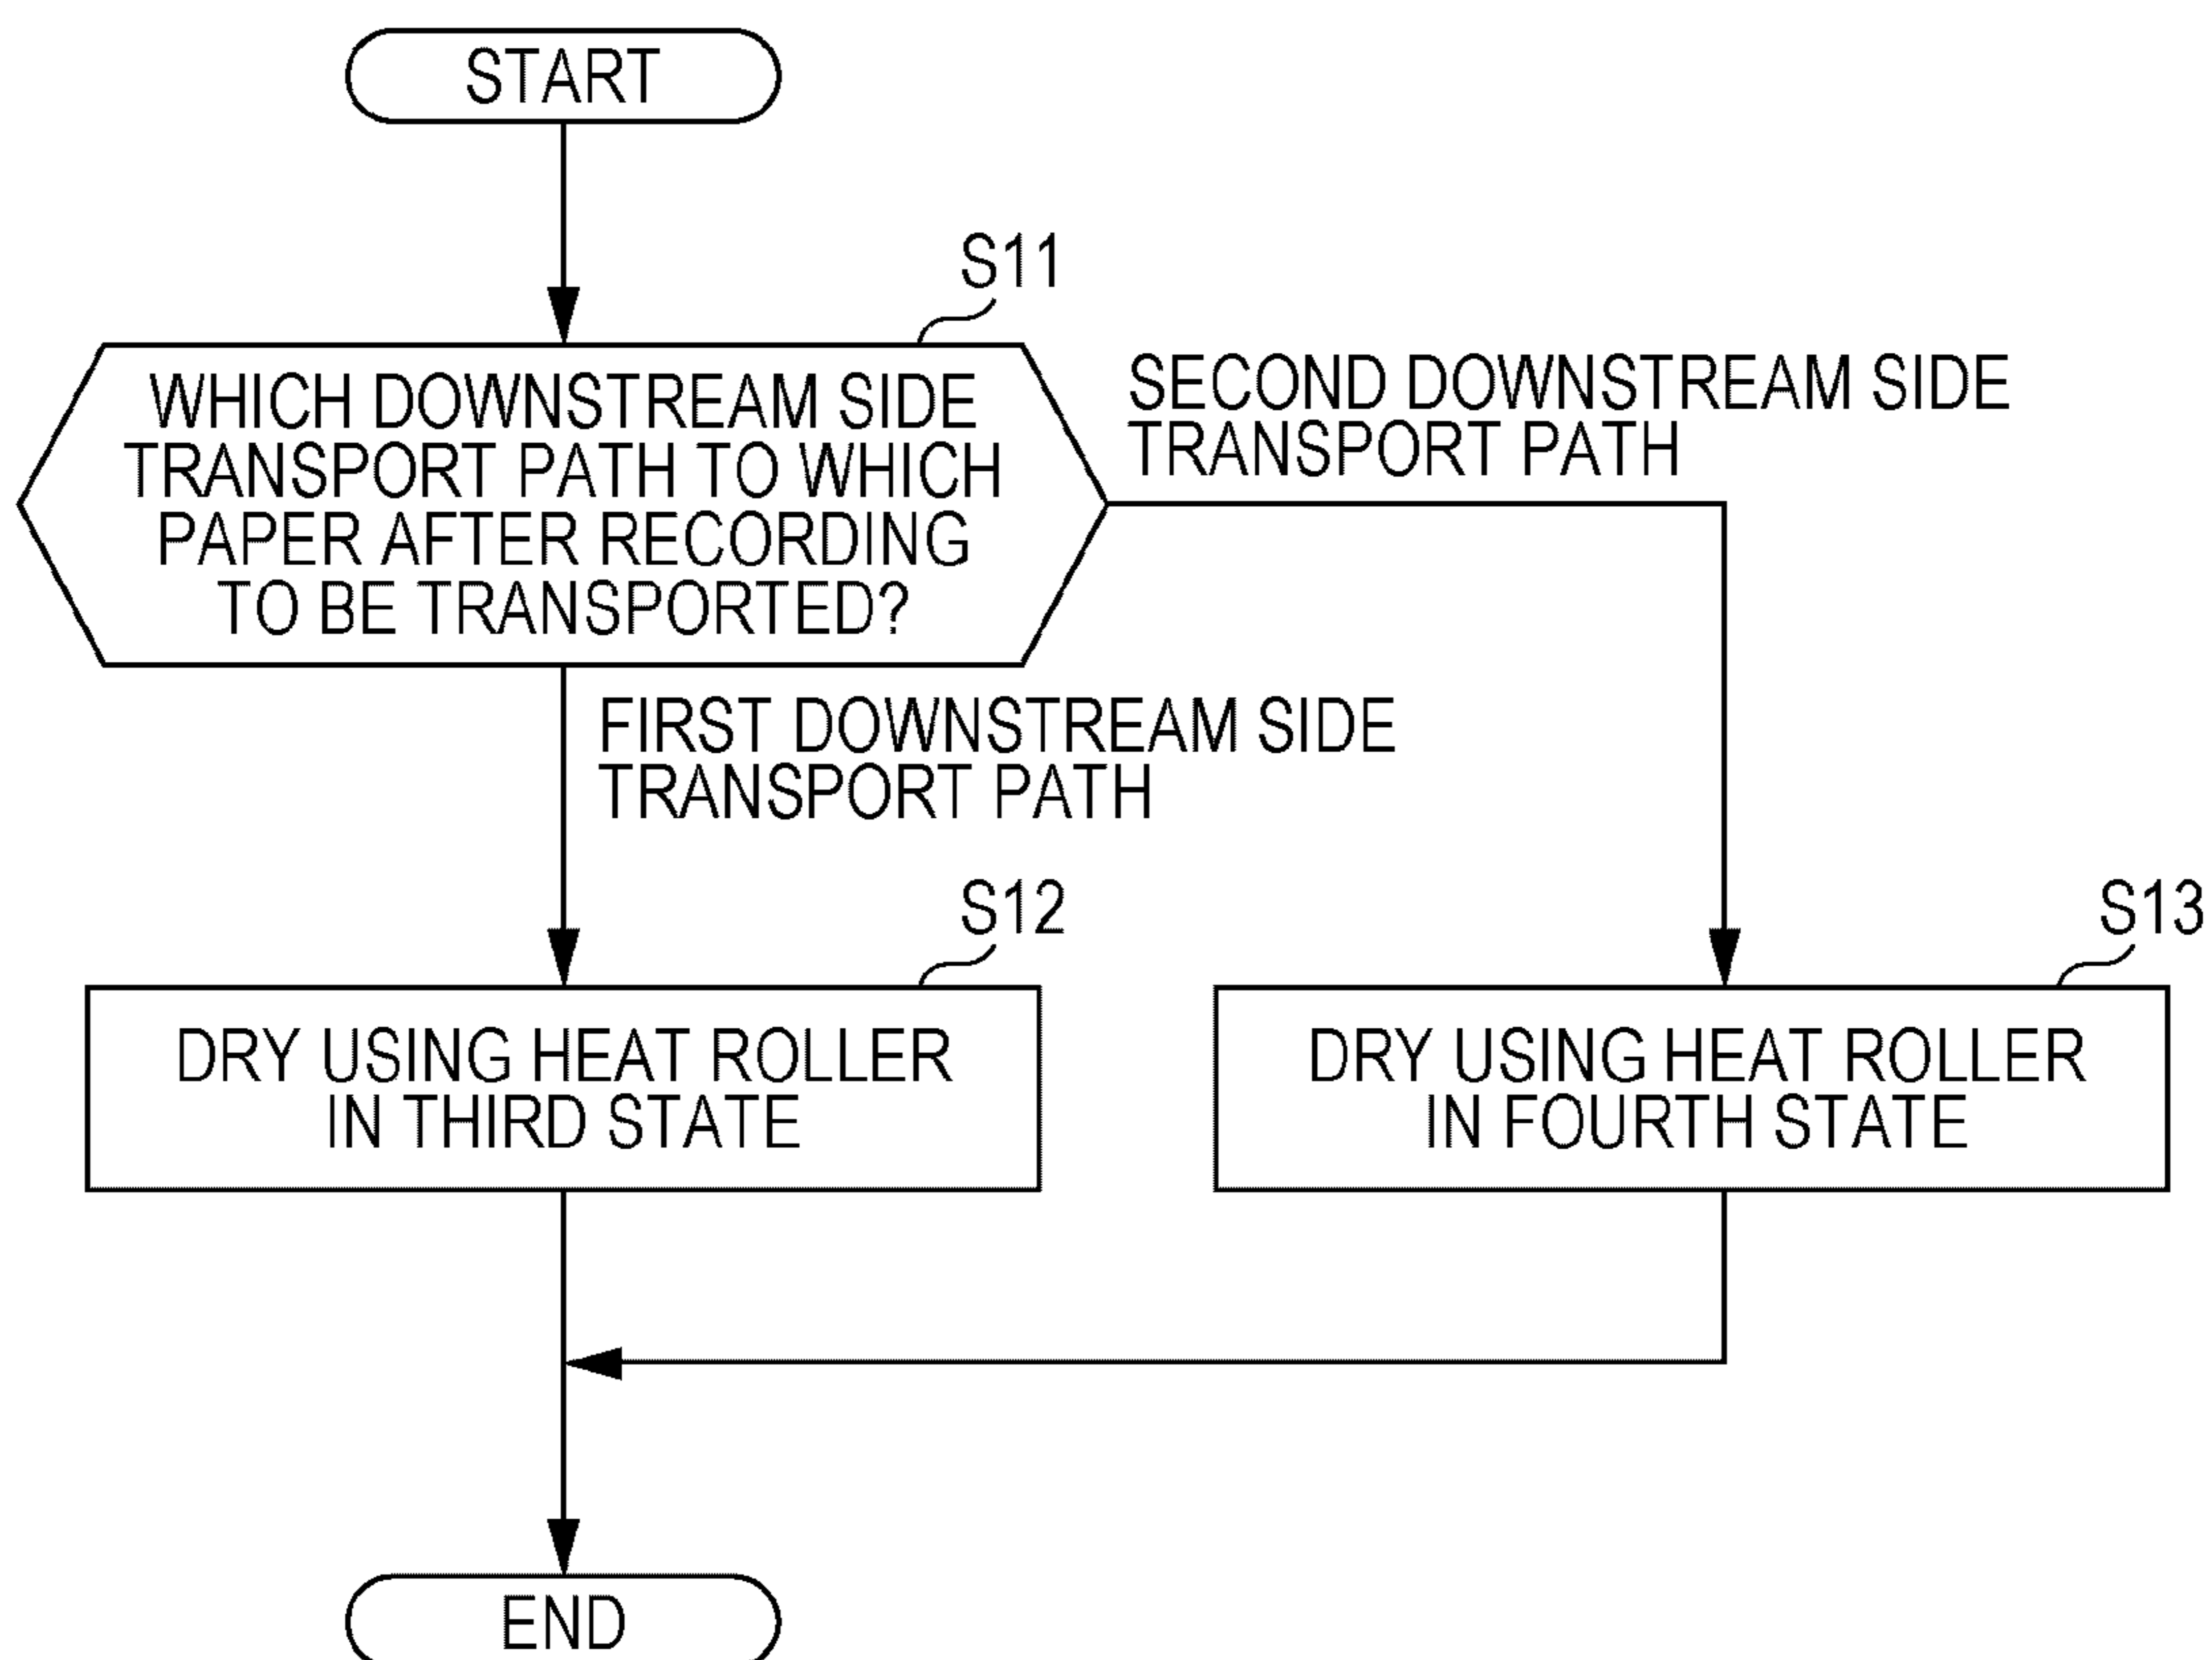 START
S11
WHICH DOWNSTREAM SIDE
TRANSPORT PATH TO WHICH
PAPER AFTER RECORDING
TO BE TRANSPORTED?
SECOND DOWNSTREAM SIDE
TRANSPORT PATH
FIRST DOWNSTREAM SIDE
TRANSPORT PATH
S12
DRY USING HEAT ROLLER
IN THIRD STATE
S13
DRY USING HEAT ROLLER
IN FOURTH STATE
END